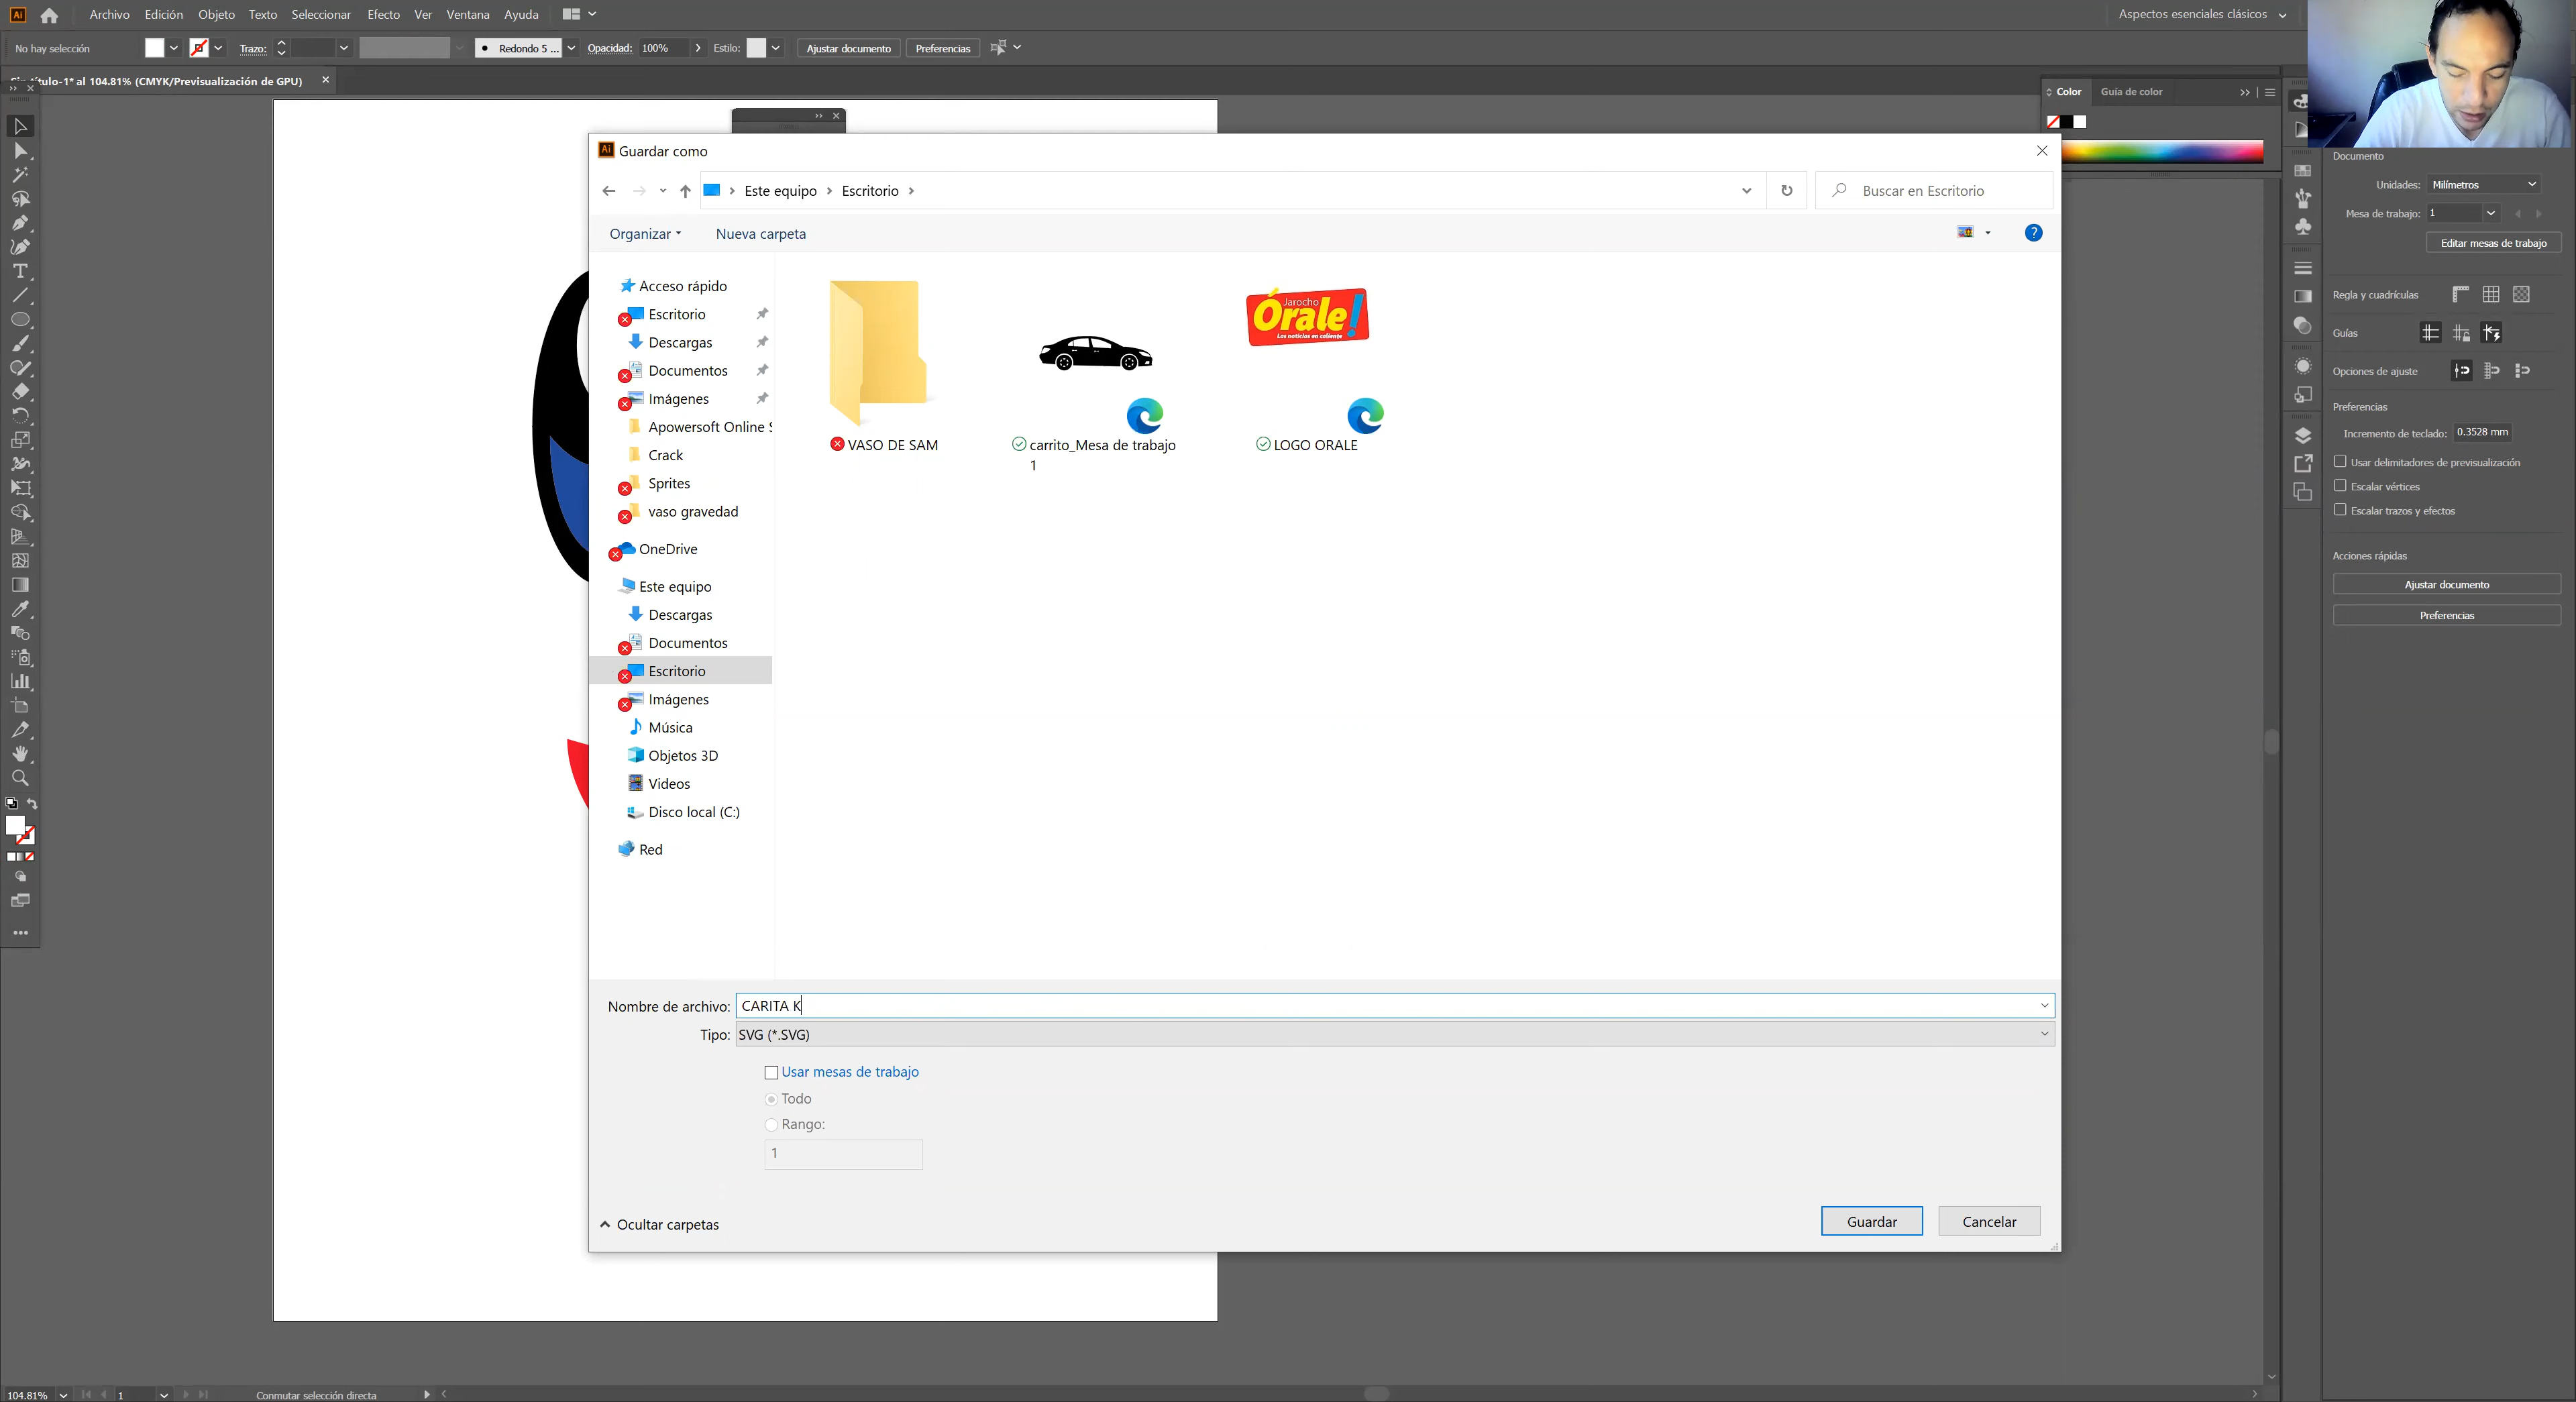 Ai Archivo Edición Objeto Texto Seleccionar Efecto Ver Ventana Ayuda Aspectos esenciales clásicos
No hay selección Trazo: Redondo 5 ... Opacidad: 100% Estilo: Ajustar documento Preferencias
título-1* al 104.81% (CMYK/Previsualización de GPU)
Color Guía de color
Ai Guardar como
Este equipo Escritorio Buscar en Escritorio
Organizar Nueva carpeta
Acceso rápido
Escritorio
Descargas
Documentos
Imágenes
Apowersoft Online S
Crack
Sprites
vaso gravedad
OneDrive
Este equipo
Descargas
Documentos
Escritorio
Imágenes
Música
Objetos 3D
Videos
Disco local (C:)
Red
Jarocho
Órale!
Las noticias en caliente
VASO DE SAM
carrito_Mesa de trabajo
1
LOGO ORALE
Nombre de archivo: CARITA K
Tipo: SVG (*.SVG)
Usar mesas de trabajo
Todo
Rango:
1
Ocultar carpetas
Guardar Cancelar
Documento
Unidades: Milímetros
Mesa de trabajo: 1
Editar mesas de trabajo
Regla y cuadrículas
Guías
Opciones de ajuste
Preferencias
Incremento de teclado: 0.3528 mm
Usar delimitadores de previsualización
Escalar vértices
Escalar trazos y efectos
Acciones rápidas
Ajustar documento
Preferencias
104.81% 1 Conmutar selección directa